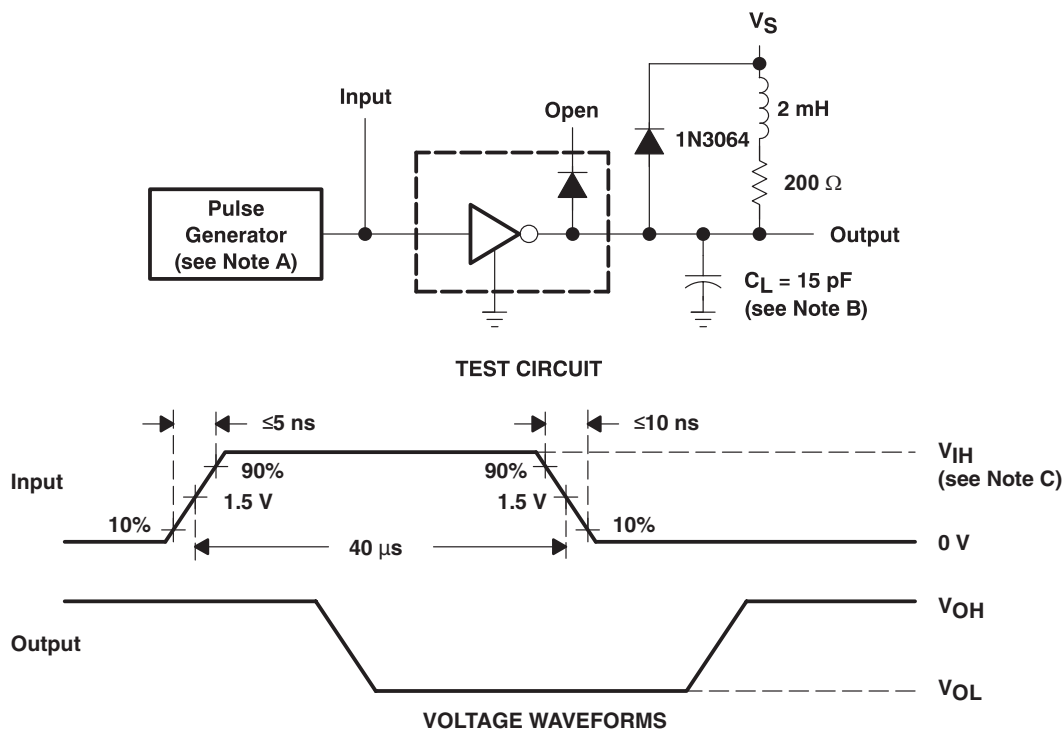 VS
Input
Open
2 mH
1N3064
200 Ω
Pulse
Generator
(see Note A)
Output
CL = 15 pF
(see Note B)
TEST CIRCUIT
≤5 ns
≤10 ns
Input
90%
1.5 V
10%
90%
1.5 V
10%
VIH
(see Note C)
40 μs
0 V
Output
VOH
VOL
VOLTAGE WAVEFORMS